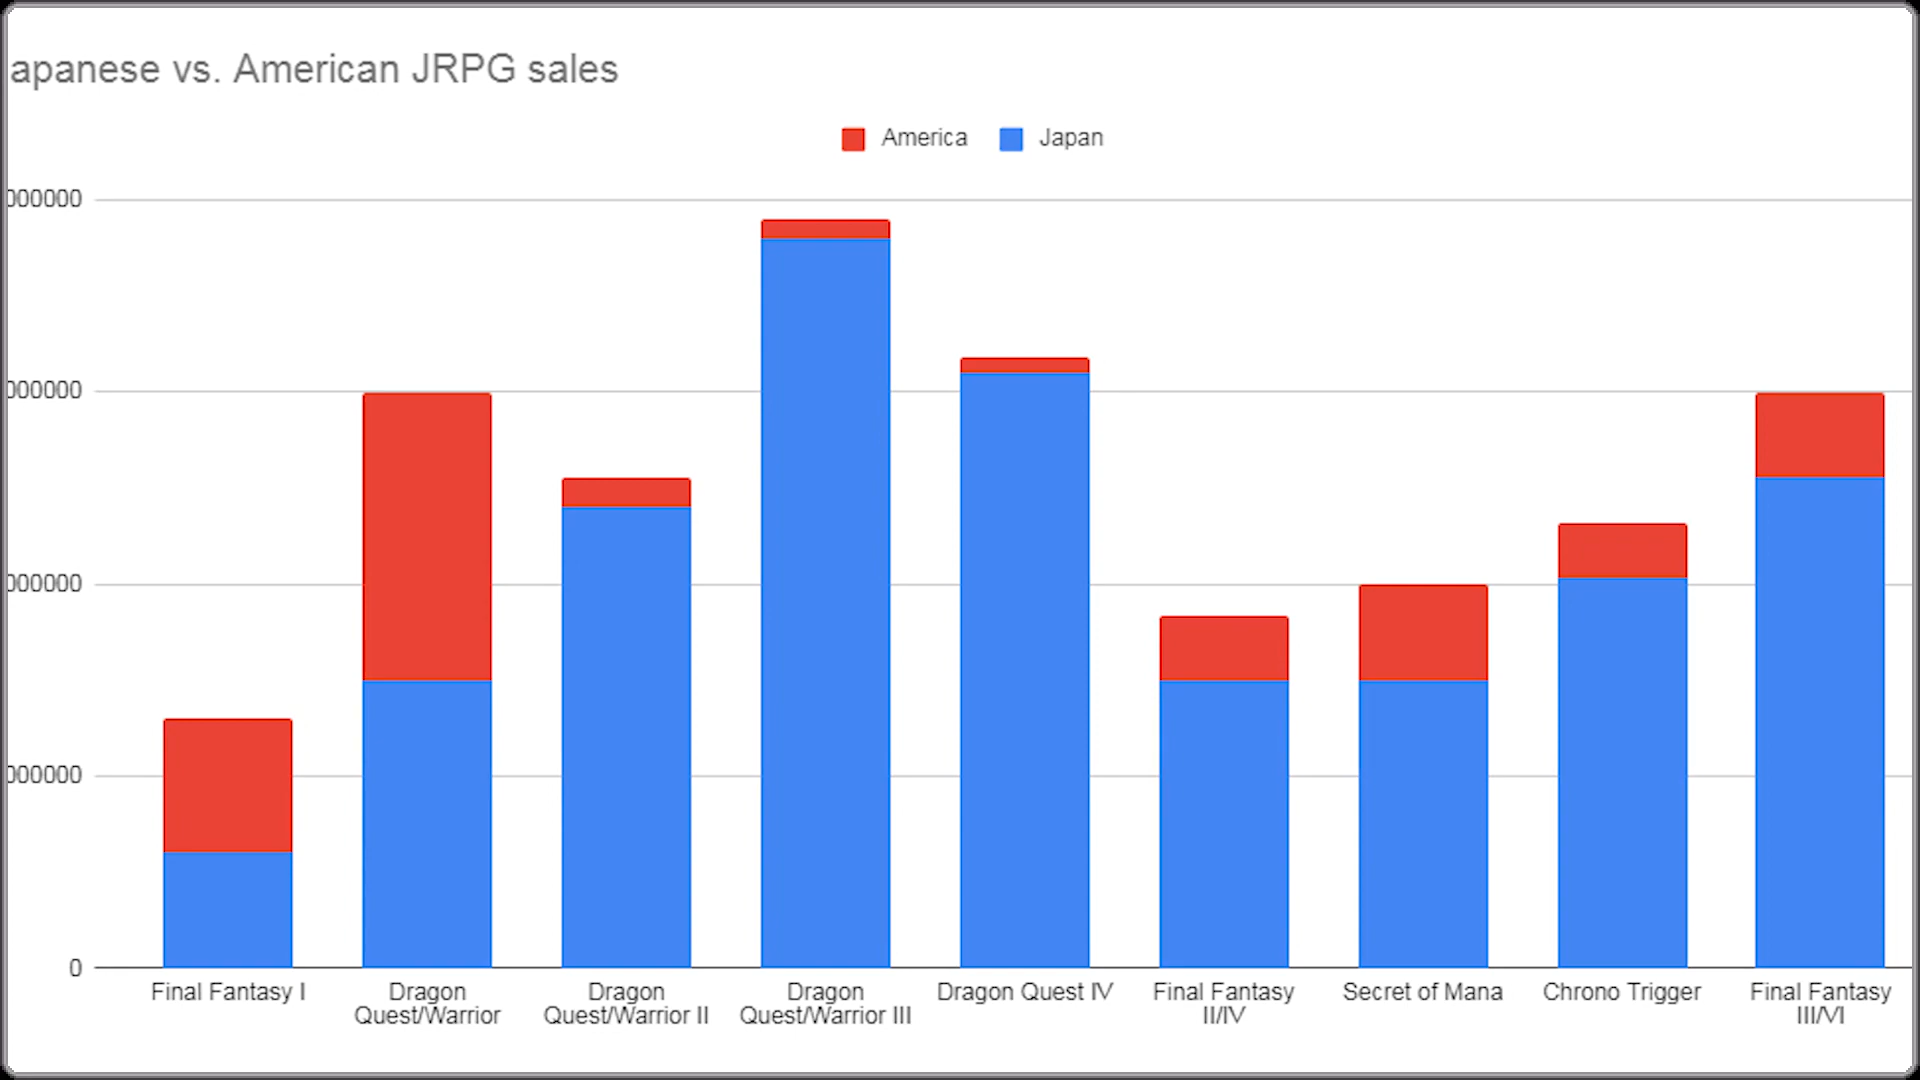 apanese vs. American JRPG sales
America Japan
000000
000000
000000
000000
0
Final Fantasy I
Dragon
Quest/Warrior
Dragon
Quest/Warrior II
Dragon
Quest/Warrior III
Dragon Quest IV
Final Fantasy
II/IV
Secret of Mana
Chrono Trigger
Final Fantasy
III/VI